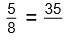 5/8 = 35/